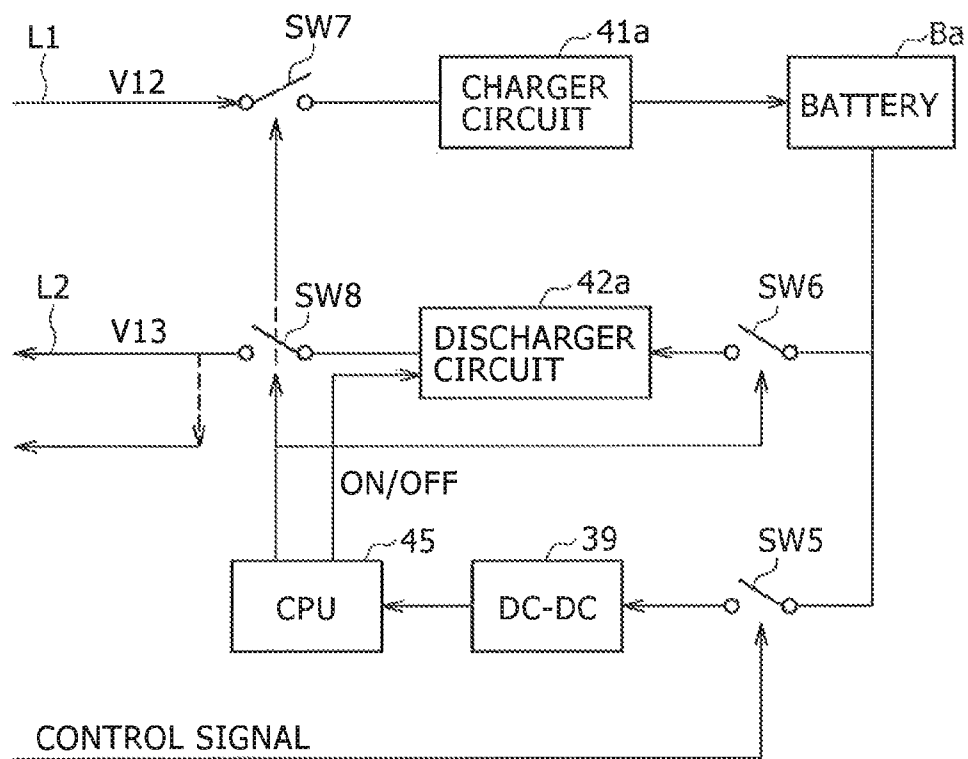 L1
V12
SW7
41a
CHARGER
CIRCUIT
Ba
BATTERY
L2
V13
SW8
42a
DISCHARGER
CIRCUIT
SW6
ON/OFF
45
CPU
39
DC-DC
SW5
CONTROL SIGNAL